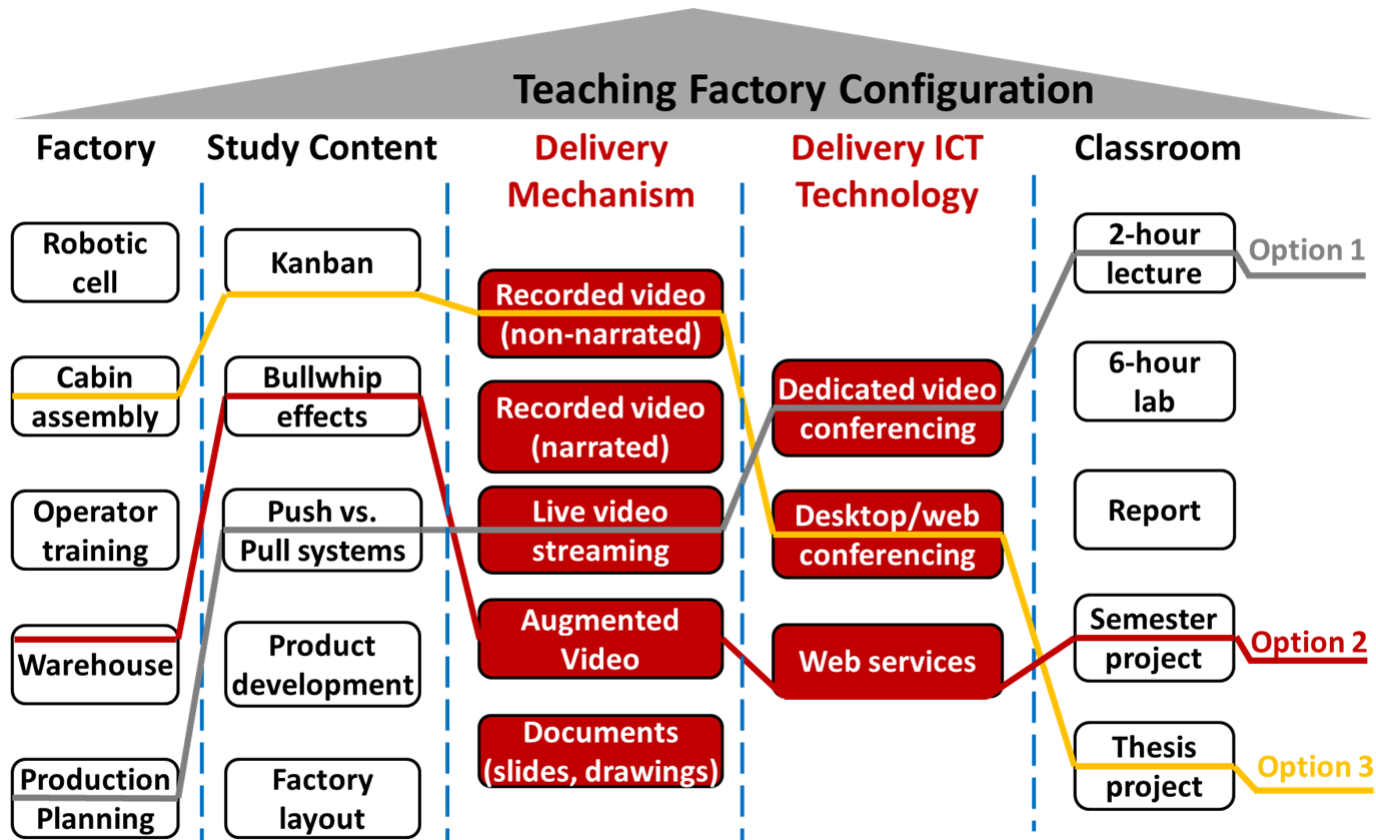 Teaching Factory Configuration
Factory
Study Content
Delivery
Mechanism
Delivery ICT
Technology
Classroom
Robotic
cell
Cabin
assembly
Operator
training
Warehouse
Production
Planning
Kanban
Bullwhip
effects
Push vs.
Pull systems
Product
development
Factory
layout
Recorded video
(non-narrated)
Recorded video
(narrated)
Live video
streaming
Augmented
Video
Documents
(slides, drawings)
Dedicated video
conferencing
Desktop/web
conferencing
Web services
2-hour
lecture
6-hour
lab
Report
Semester
project
Thesis
project
Option 1
Option 2
Option 3